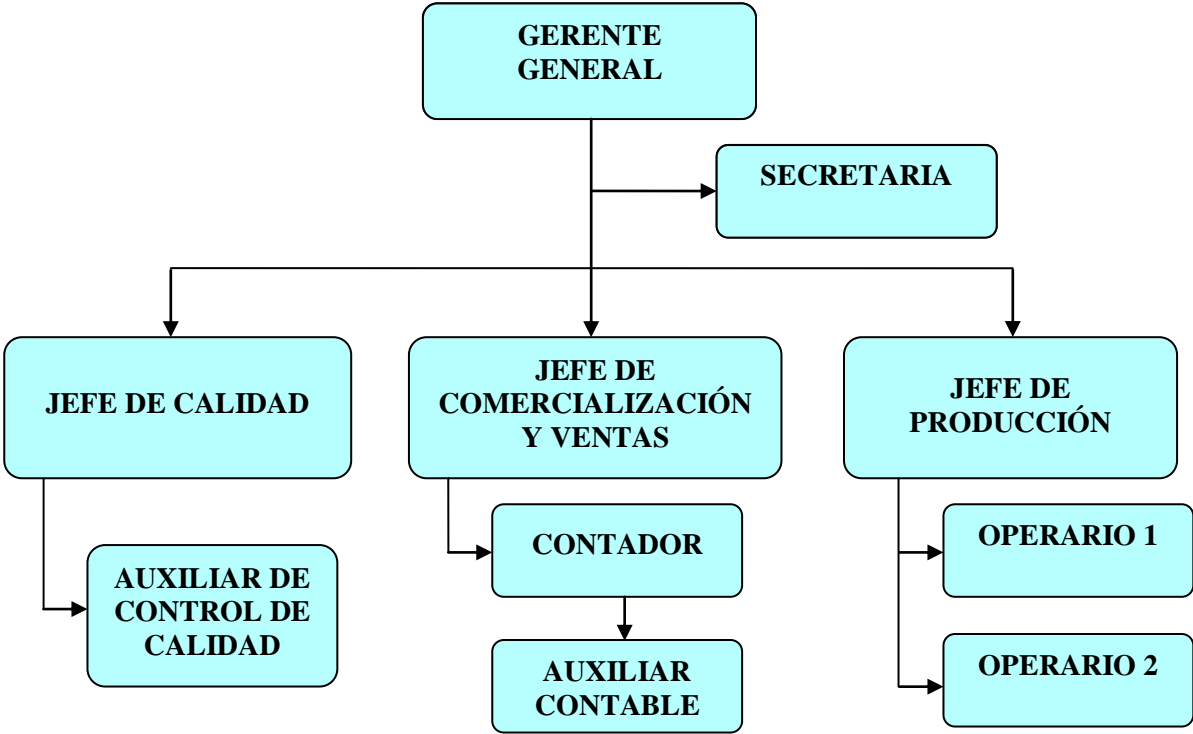 GERENTE
GENERAL
SECRETARIA
JEFE DE CALIDAD
JEFE DE
COMERCIALIZACIÓN
Y VENTAS
JEFE DE
PRODUCCIÓN
AUXILIAR DE
CONTROL DE
CALIDAD
CONTADOR
AUXILIAR
CONTABLE
OPERARIO 1
OPERARIO 2